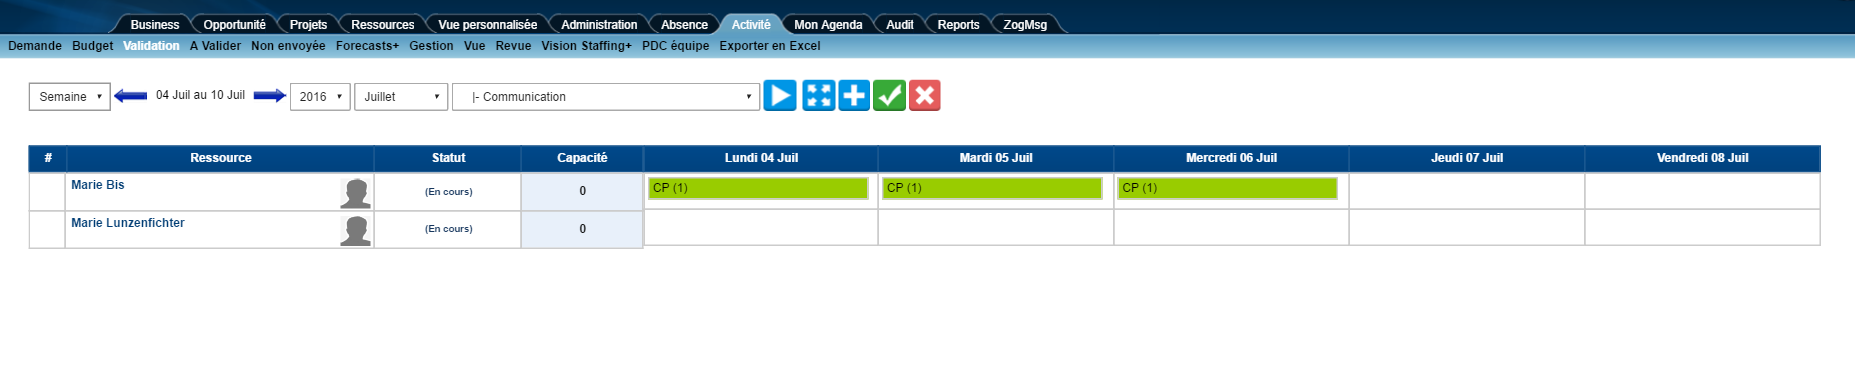 Business Opportunité Projets Ressources Vue personnalisée Administration Absence Activité Mon Agenda Audit Reports ZogMsg
Demande Budget Validation A Valider Non envoyée Forecasts+ Gestion Vue Revue Vision Staffing+ PDC équipe Exporter en Excel
Semaine 04 Juil au 10 Juil 2016 Juillet |- Communication
# Ressource Statut Capacité Lundi 04 Juil Mardi 05 Juil Mercredi 06 Juil Jeudi 07 Juil Vendredi 08 Juil
Marie Bis (En cours) 0 CP (1) CP (1) CP (1)
Marie Lunzenfichter (En cours) 0